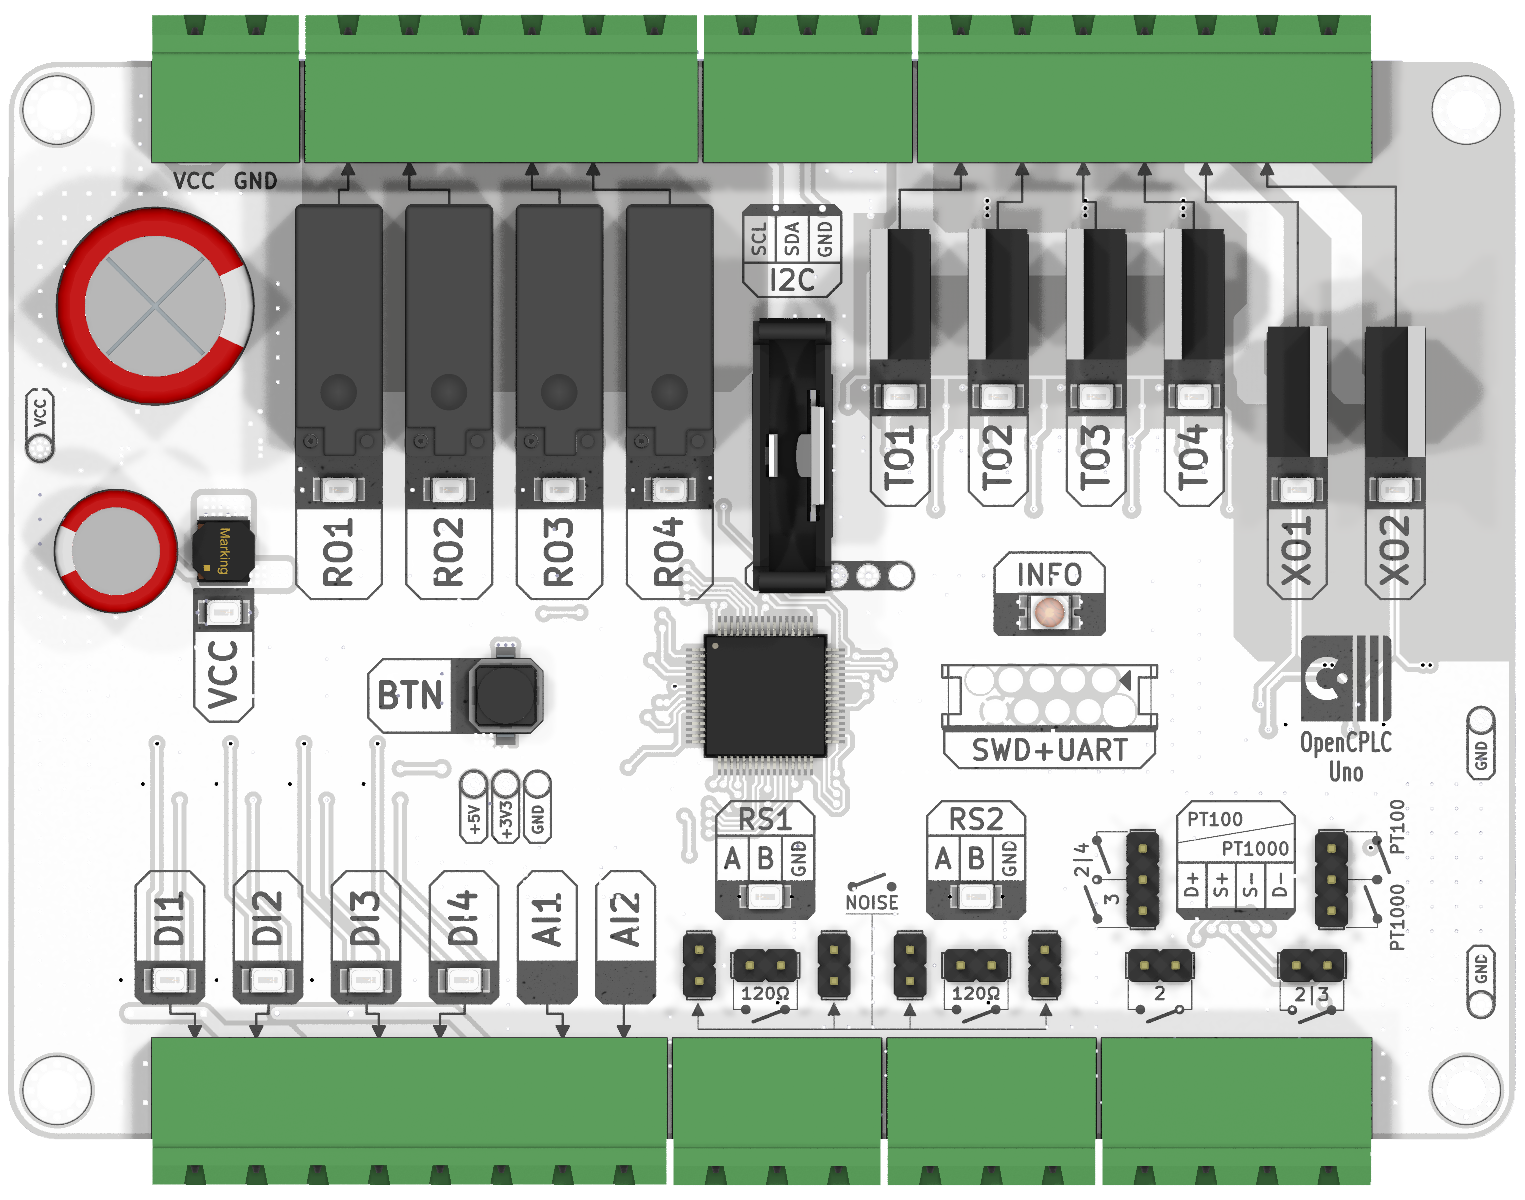 VCC GND
SCL
SDA
GND
I2C
VCC
TO1
TO2
TO3
TO4
RO1
RO2
RO3
RO4
XO1
XO2
Marking
INFO
VCC
BTN
SWD+UART
OpenCPLC
Uno
GND
+5V
+3V3
GND
RS1
A
B
GND
RS2
A
B
GND
PT100
PT1000
D+
S+
S-
D-
2|4
3
PT100
PT1000
DI1
DI2
DI3
DI4
AI1
AI2
NOISE
120Ω
120Ω
2
2|3
GND